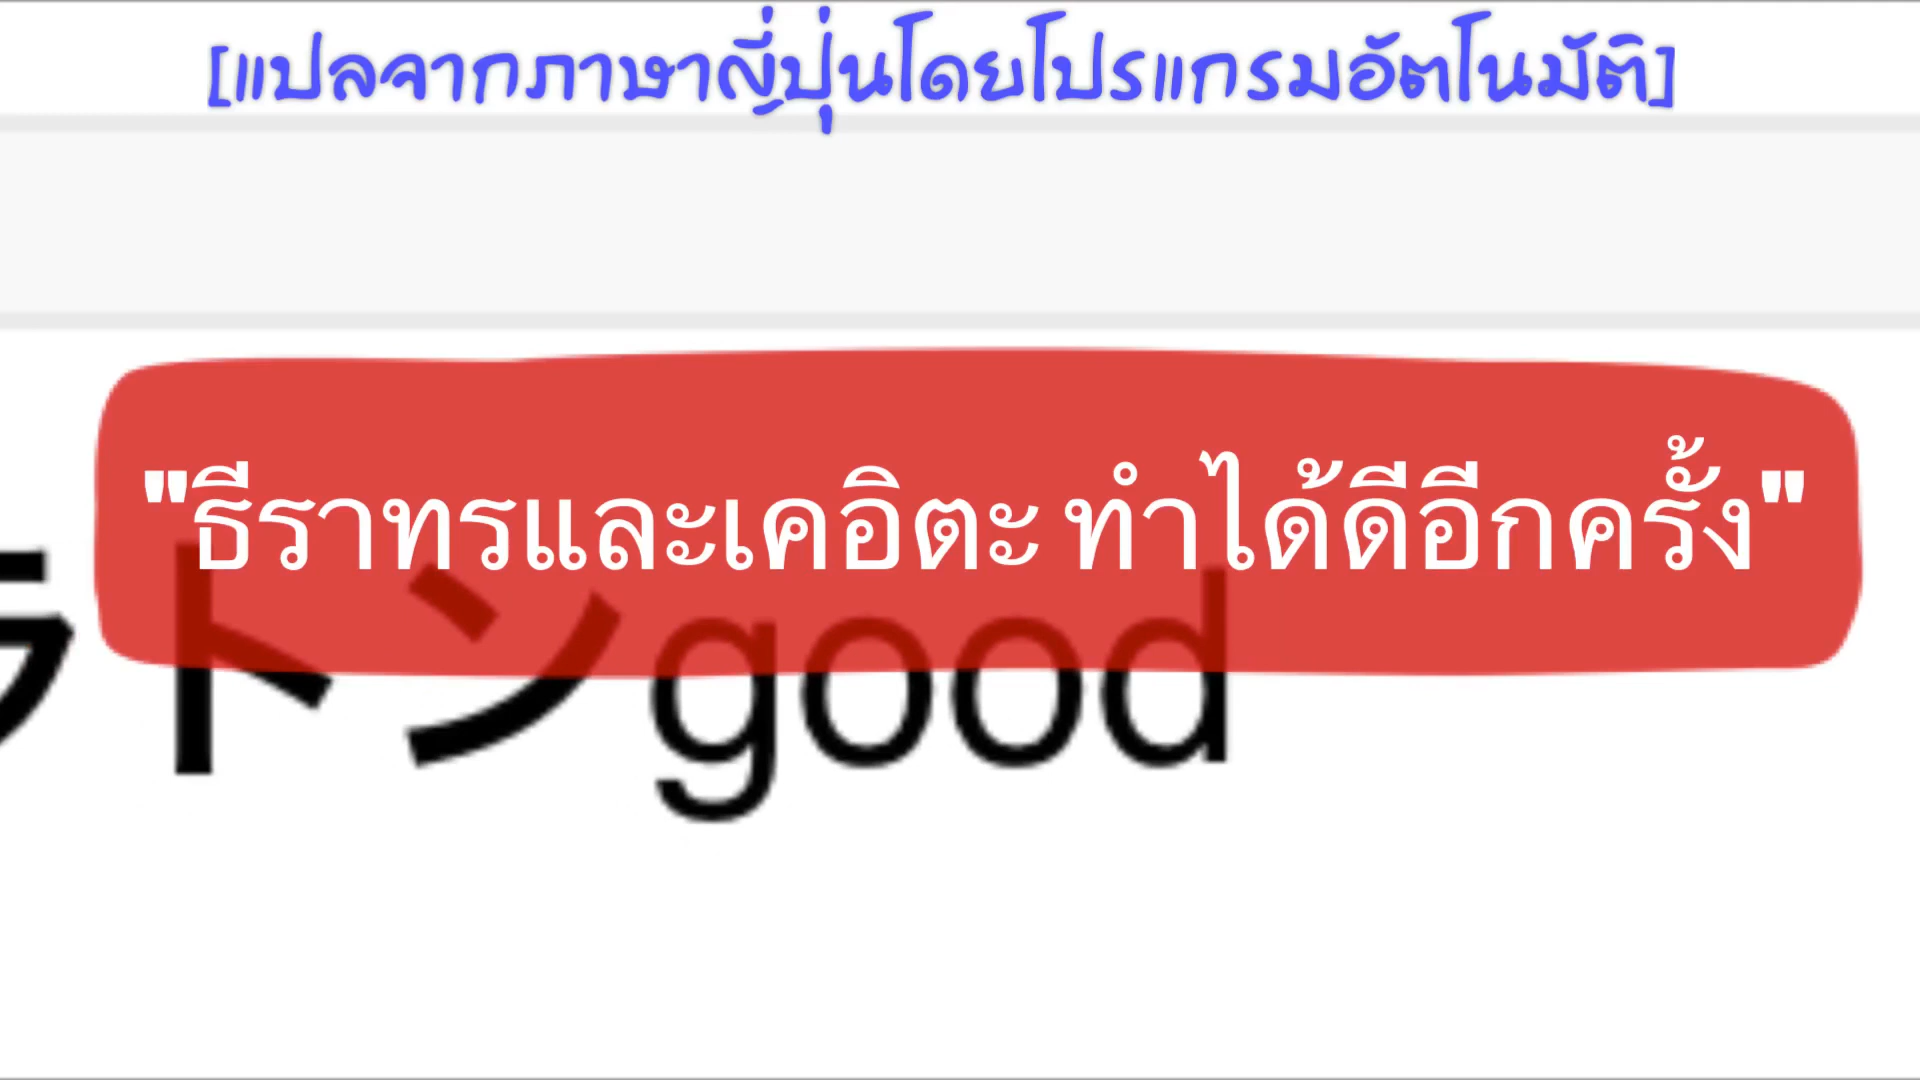 [แปลจากภาษาญี่ปุ่นโดยโปรแกรมอัตโนมัติ]
"ธีราทรและเคอิตะ ทำได้ดีอีกครั้ง"
ラトンgood